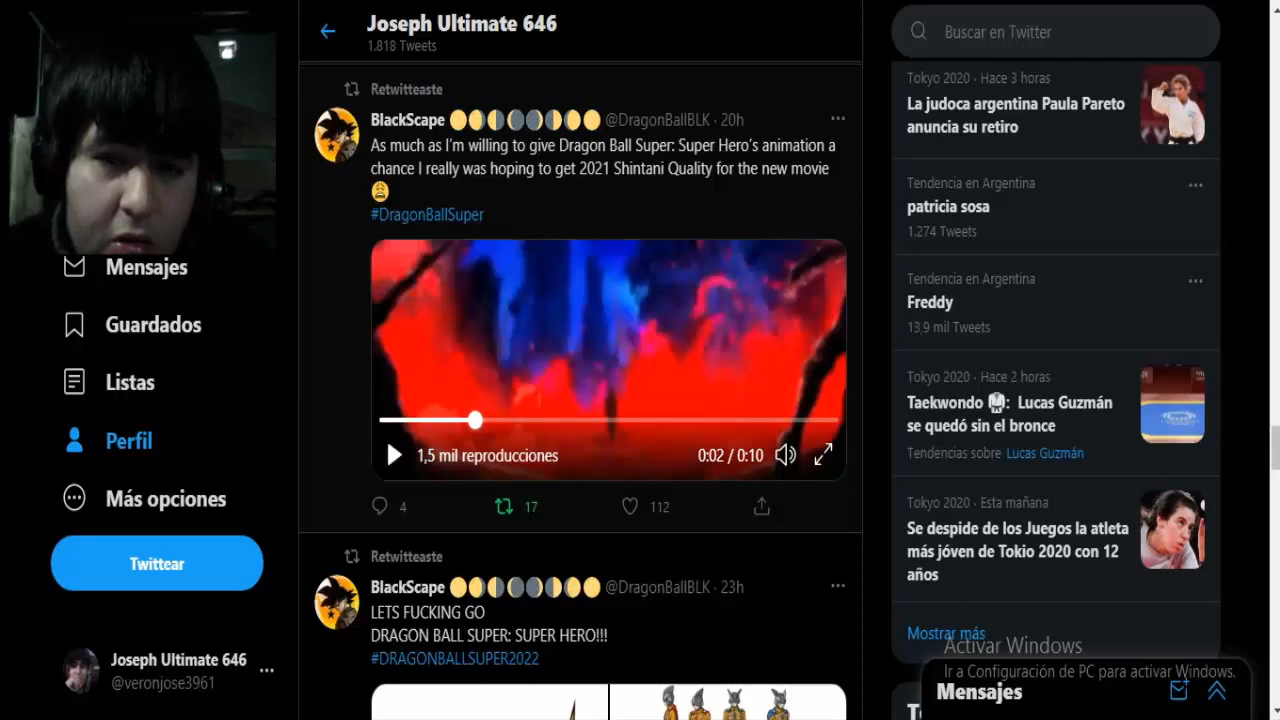 Joseph Ultimate 646
1.818 Tweets
Mensajes
Guardados
Listas
Perfil
Más opciones
Twittear
Joseph Ultimate 646
@veronjose3961
Retwitteaste
BlackScape 🌕🌖🌗🌘🌑🌒🌓🌔🌕 @DragonBallBLK · 20h
As much as I'm willing to give Dragon Ball Super: Super Hero's animation a
chance I really was hoping to get 2021 Shintani Quality for the new movie
😩
#DragonBallSuper
1,5 mil reproducciones
0:02 / 0:10
4
17
112
Retwitteaste
BlackScape 🌕🌖🌗🌘🌑🌒🌓🌔🌕 @DragonBallBLK · 23h
LETS FUCKING GO
DRAGON BALL SUPER: SUPER HERO!!!
#DRAGONBALLSUPER2022
Buscar en Twitter
Tokyo 2020 · Hace 3 horas
La judoca argentina Paula Pareto
anuncia su retiro
Tendencia en Argentina
patricia sosa
1.274 Tweets
Tendencia en Argentina
Freddy
13,9 mil Tweets
Tokyo 2020 · Hace 2 horas
Taekwondo 🥋: Lucas Guzmán
se quedó sin el bronce
Tendencias sobre Lucas Guzmán
Tokyo 2020 · Esta mañana
Se despide de los Juegos la atleta
más jóven de Tokio 2020 con 12
años
Mostrar más
Activar Windows
Ir a Configuración de PC para activar Windows.
Mensajes